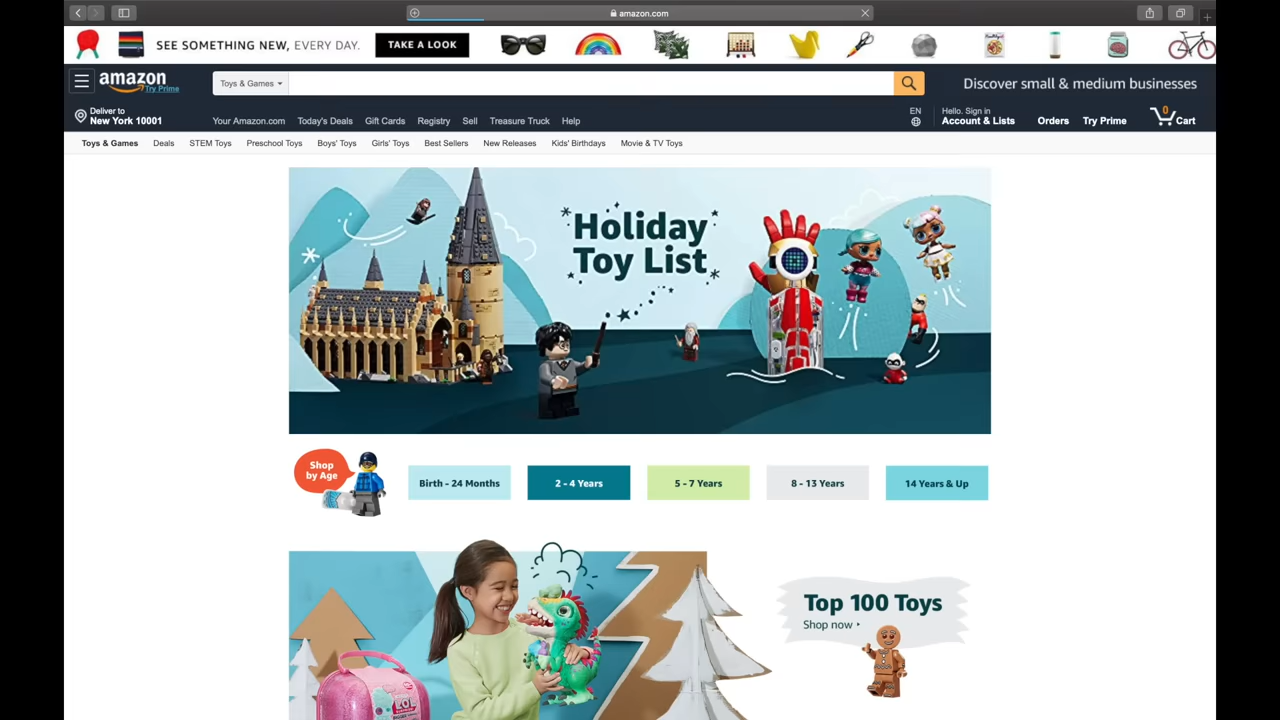 amazon.com
SEE SOMETHING NEW, EVERY DAY. TAKE A LOOK
amazon
Try Prime
Toys & Games
Discover small & medium businesses
Deliver to
New York 10001
Your Amazon.com Today's Deals Gift Cards Registry Sell Treasure Truck Help
EN
Hello. Sign in
Account & Lists
Orders
Try Prime
0
Cart
Toys & Games Deals STEM Toys Preschool Toys Boys' Toys Girls' Toys Best Sellers New Releases Kids' Birthdays Movie & TV Toys
Holiday
Toy List
Shop
by Age
Birth - 24 Months
2 - 4 Years
5 - 7 Years
8 - 13 Years
14 Years & Up
Top 100 Toys
Shop now
LOL